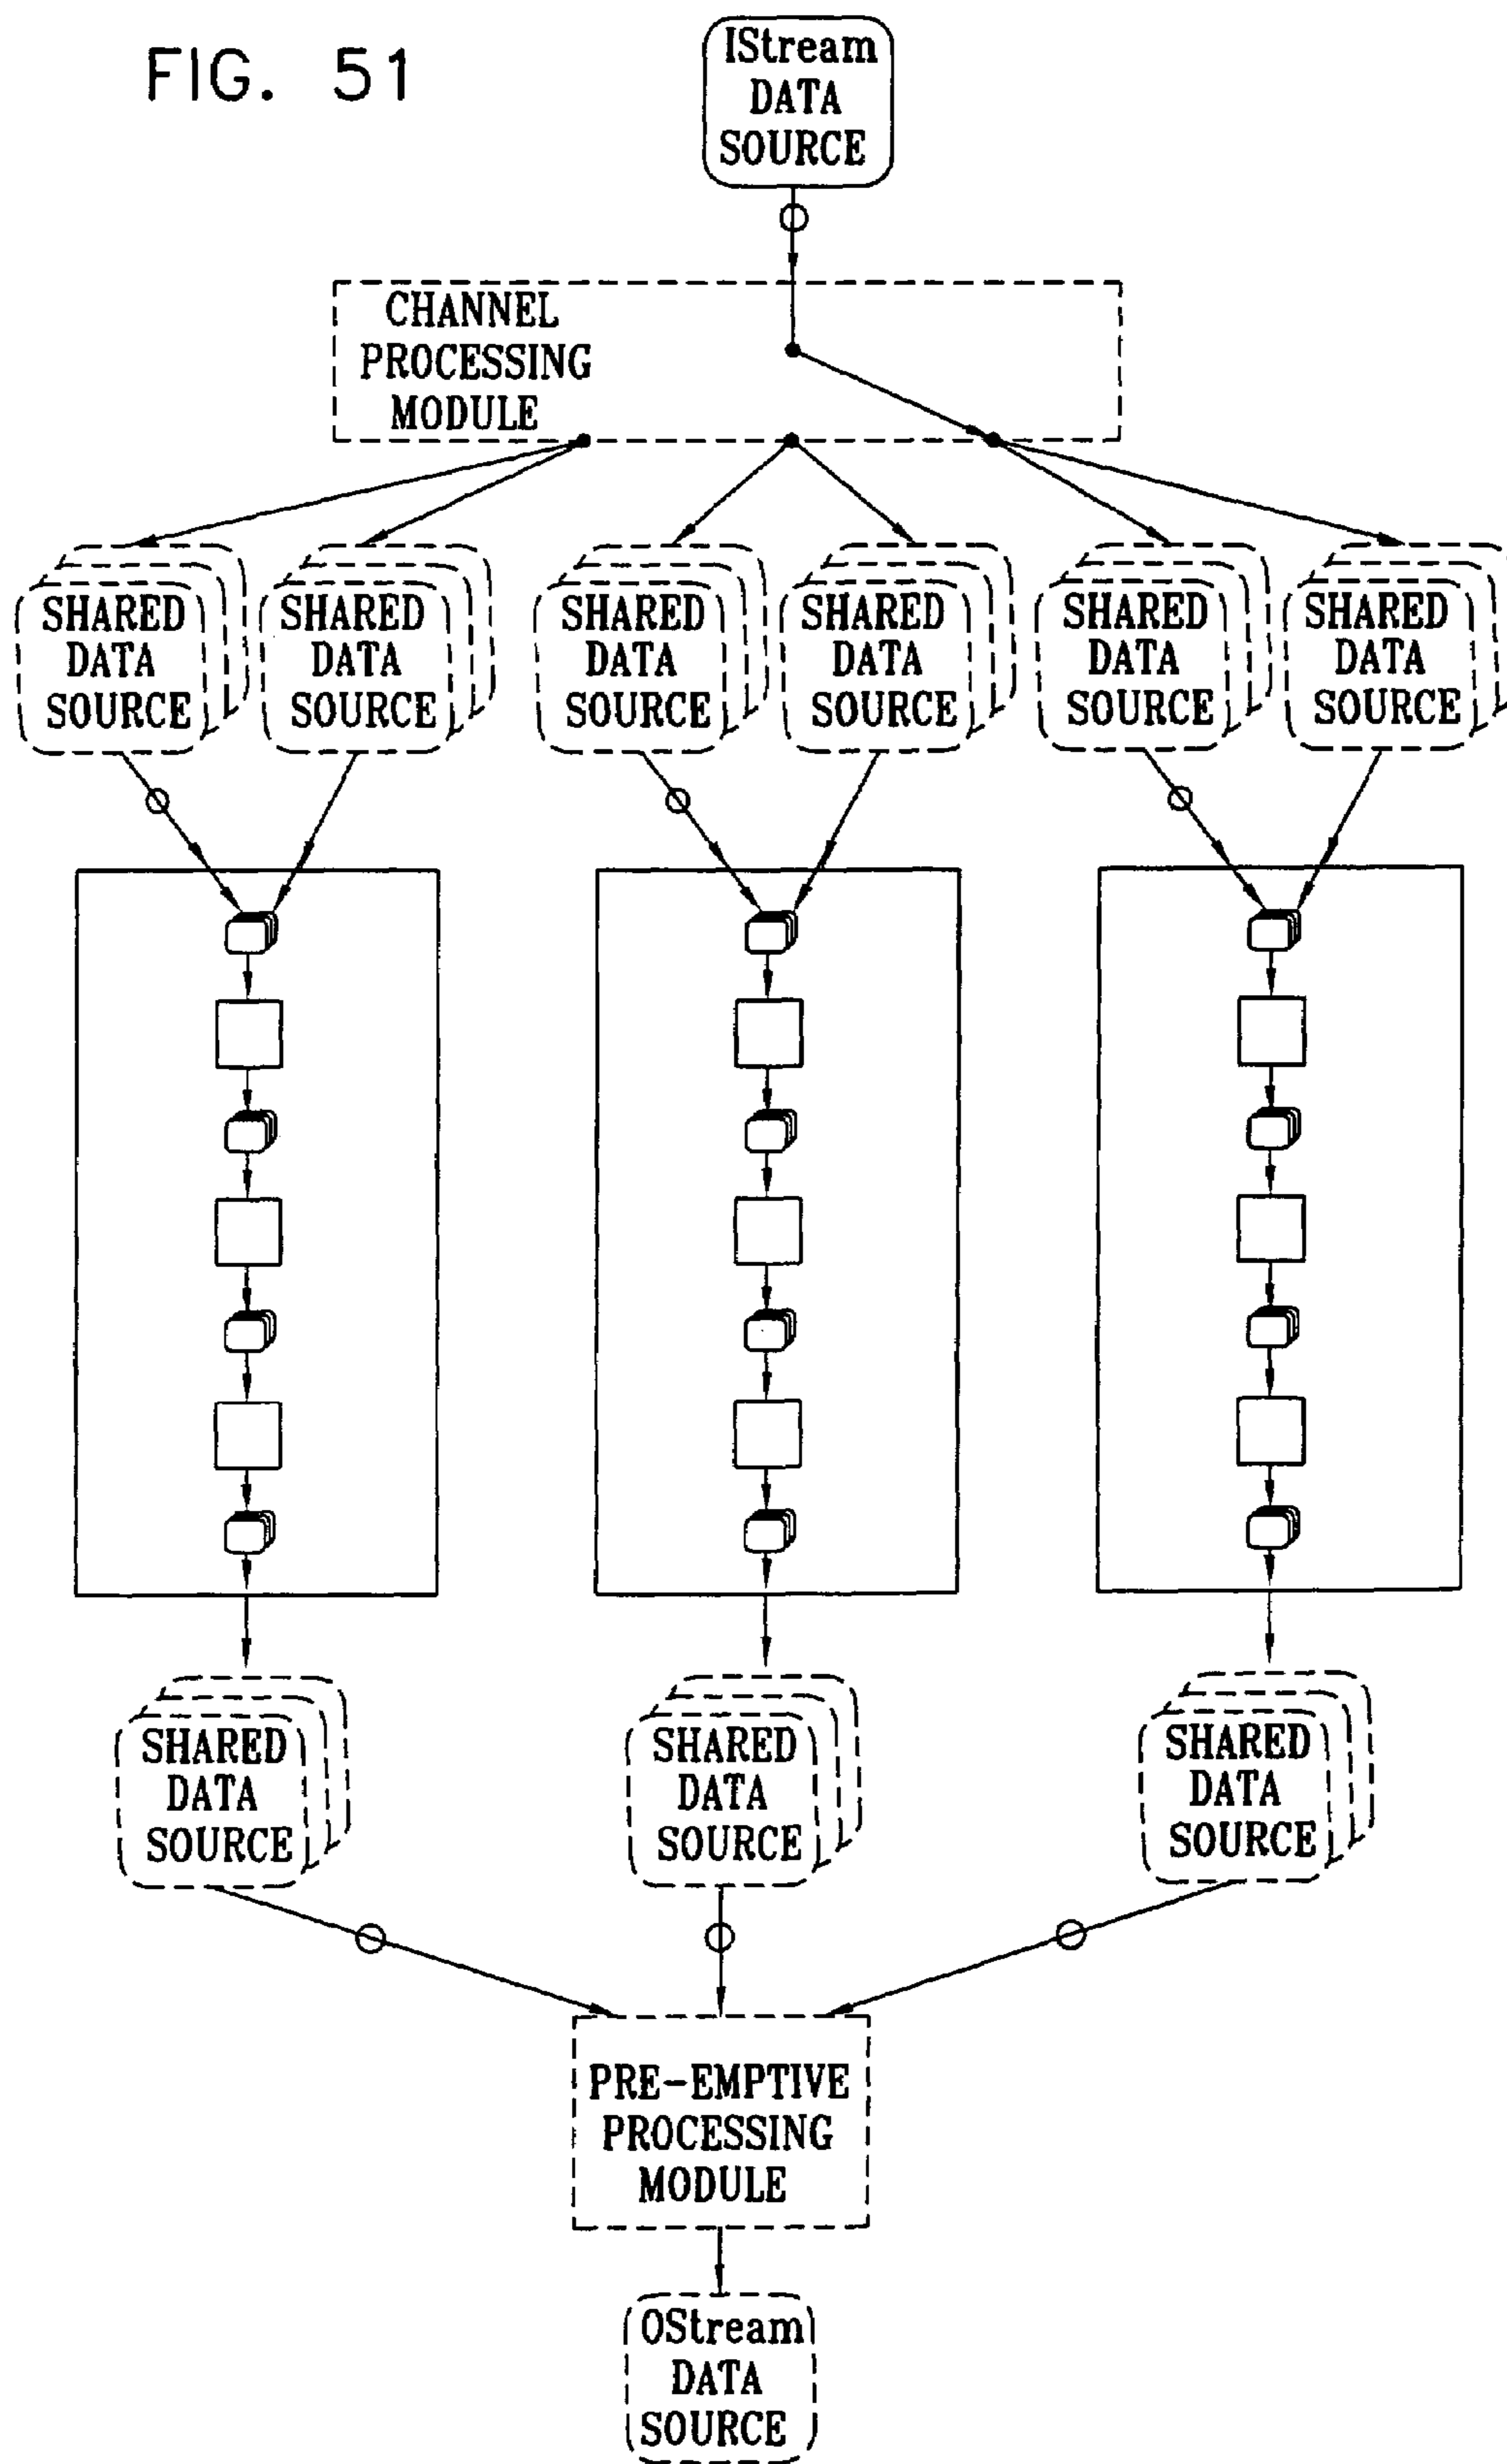 FIG. 51
IStream
DATA
SOURCE
CHANNEL
PROCESSING
MODULE
SHARED
DATA
SOURCE
SHARED
DATA
SOURCE
SHARED
DATA
SOURCE
SHARED
DATA
SOURCE
SHARED
DATA
SOURCE
SHARED
DATA
SOURCE
SHARED
DATA
SOURCE
SHARED
DATA
SOURCE
SHARED
DATA
SOURCE
PRE-EMPTIVE
PROCESSING
MODULE
OStream
DATA
SOURCE